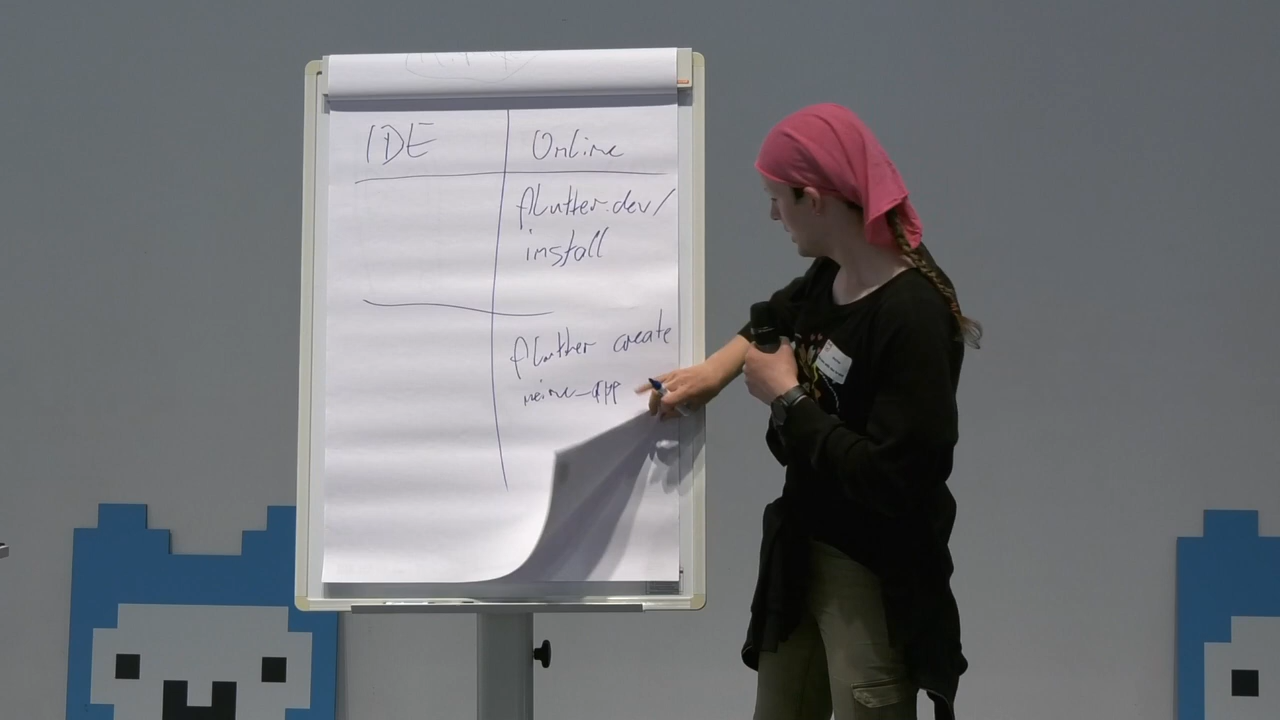 IDE
Online
flutter.dev/
install
flutter create
meine_app